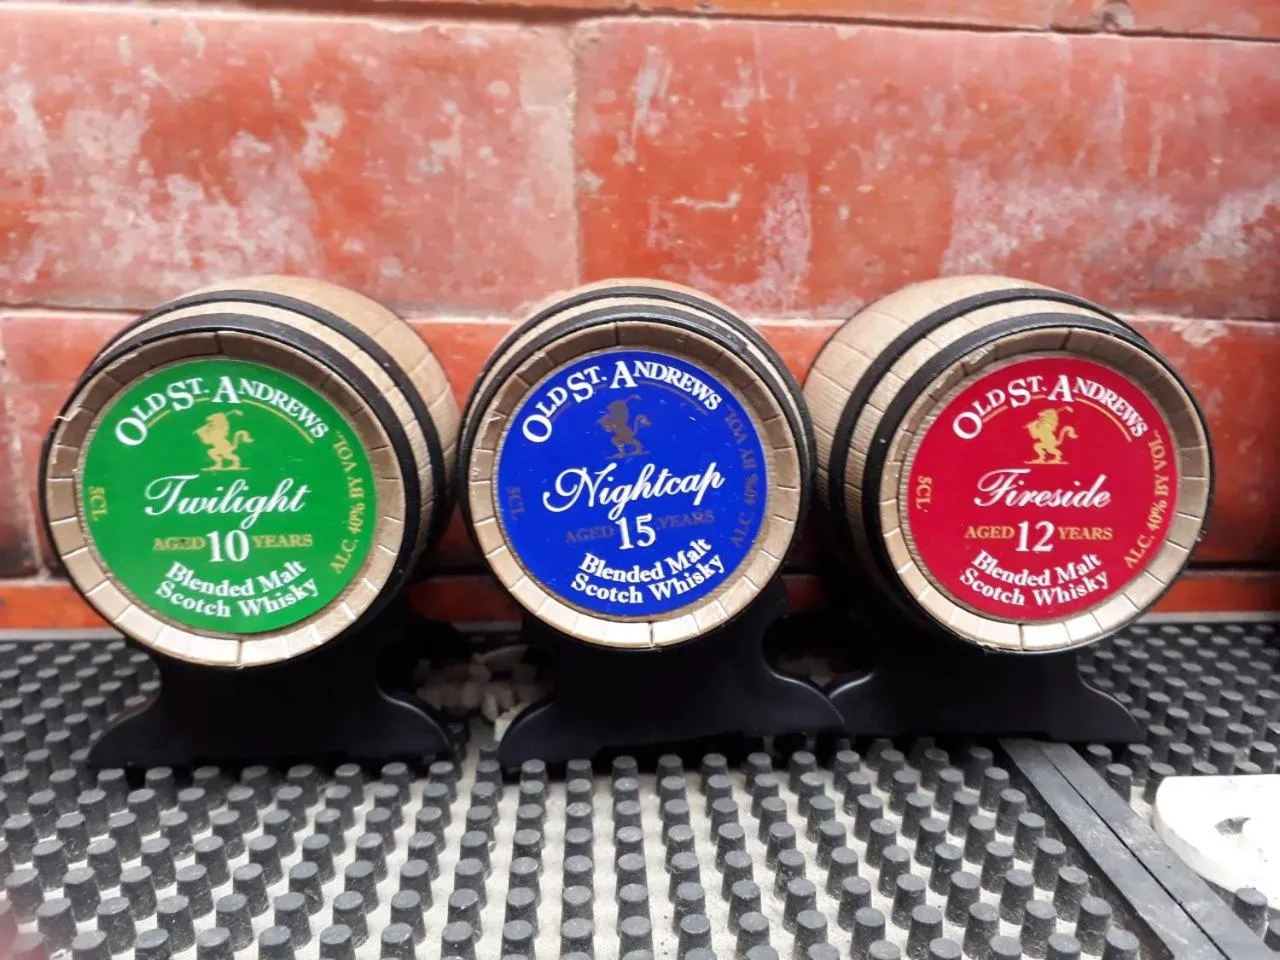 OLD ST. ANDREWS
Twilight
AGED 10 YEARS
Blended Malt
Scotch Whisky
5CL
ALC. 40% BY VOL.
OLD ST. ANDREWS
Nightcap
AGED 15 YEARS
Blended Malt
Scotch Whisky
5CL
ALC. 40% BY VOL.
OLD ST. ANDREWS
Fireside
AGED 12 YEARS
Blended Malt
Scotch Whisky
5CL
ALC. 40% BY VOL.